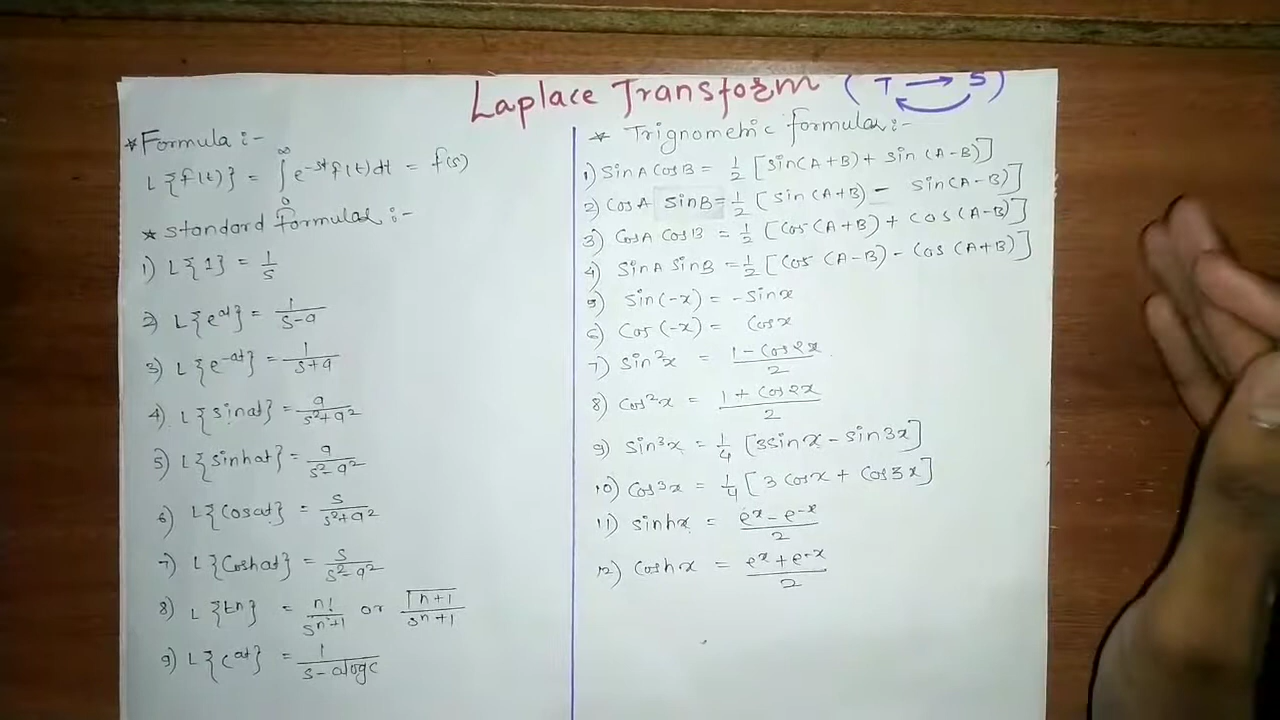 Laplace Transform ( T → S )
* Formula :-
L {f(t)} = ∫₀^∞ e^-st f(t) dt = f(s)
* standard formulas :-
1) L{1} = 1/s
2) L{e^at} = 1/(s-a)
3) L{e^-at} = 1/(s+a)
4) L{sinat} = a/(s²+a²)
5) L{sinhat} = a/(s²-a²)
6) L{Cosat} = s/(s²+a²)
7) L{Coshat} = s/(s²-a²)
8) L{tn} = n!/(s^n+1) or Γn+1/(s^n+1)
9) L{c^at} = 1/(s-alogc)
* Trignometric formulas :-
1) SinA CosB = 1/2 [sin(A+B) + sin(A-B)]
2) CosA sinB = 1/2 [sin(A+B) - sin(A-B)]
3) CosA CosB = 1/2 [Cos(A+B) + Cos(A-B)]
4) SinA SinB = 1/2 [Cos(A-B) - Cos(A+B)]
5) sin(-x) = -sinx
6) Cos(-x) = Cosx
7) sin²x = (1-Cos2x)/2
8) Cos²x = (1+Cos2x)/2
9) sin³x = 1/4 [3sinx - sin3x]
10) Cos³x = 1/4 [3Cosx + Cos3x]
11) sinhx = (e^x - e^-x)/2
12) Coshx = (e^x + e^-x)/2